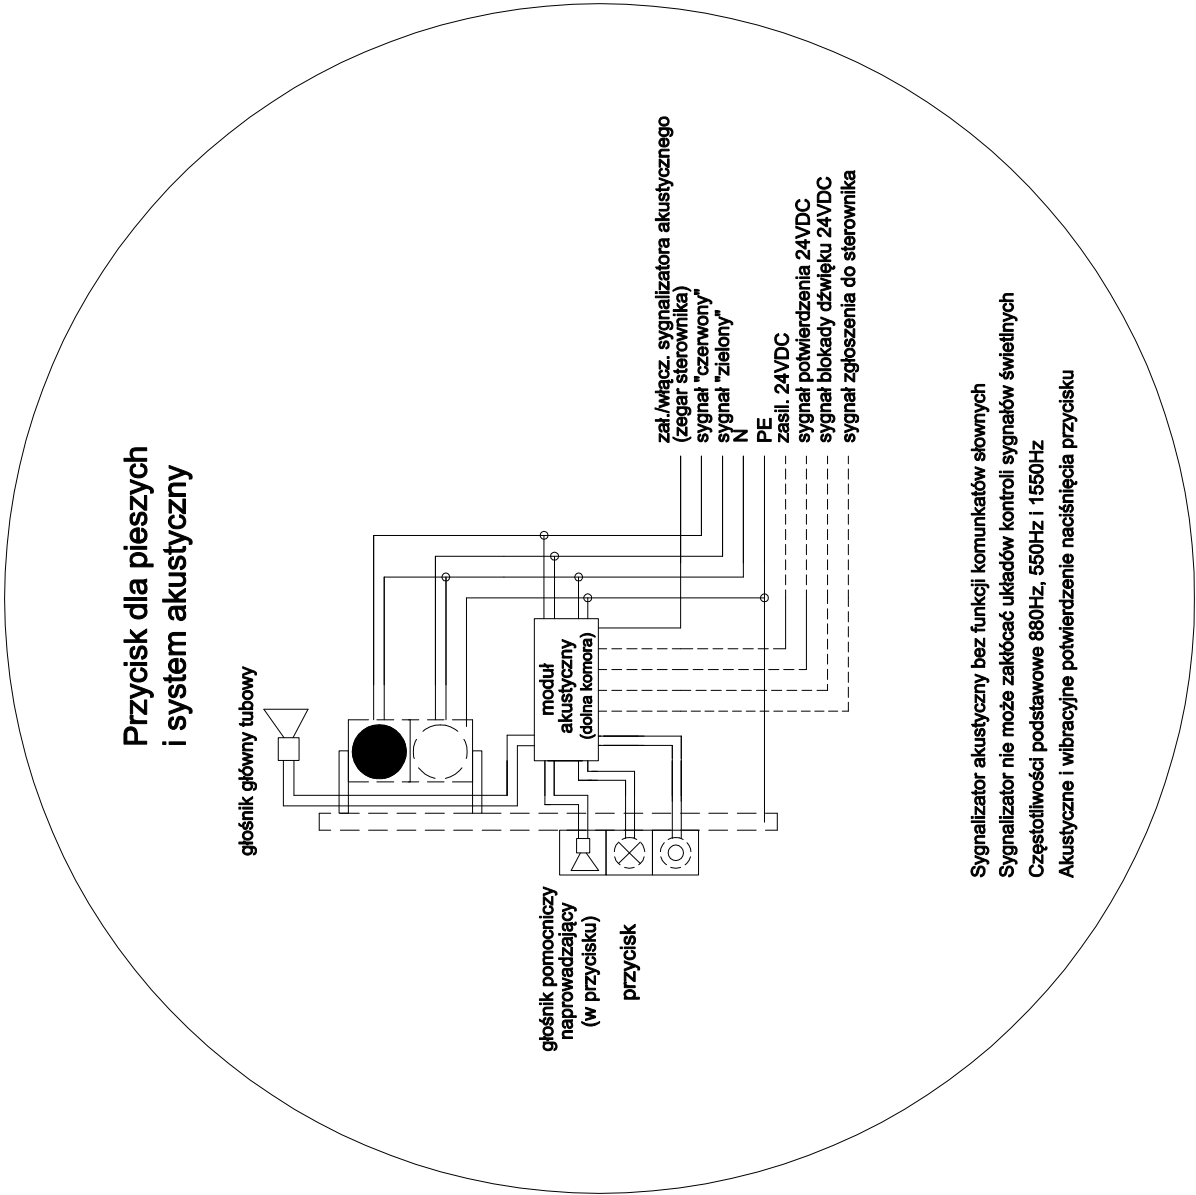 Przycisk dla pieszych
i system akustyczny
głośnik główny tubowy
moduł
akustyczny
(dolna komora)
głośnik pomocniczy
naprowadzający
(w przycisku)
przycisk
zał./włącz. sygnalizatora akustycznego
(zegar sterownika)
sygnał "czerwony"
sygnał "zielony"
N
PE
zasil. 24VDC
sygnał potwierdzenia 24VDC
sygnał blokady dźwięku 24VDC
sygnał zgłoszenia do sterownika
Sygnalizator akustyczny bez funkcji komunkatów słownych
Sygnalizator nie może zakłócać układów kontroli sygnałów świetlnych
Częstotliwości podstawowe 880Hz, 550Hz i 1550Hz
Akustyczne i wibracyjne potwierdzenie naciśnięcia przycisku